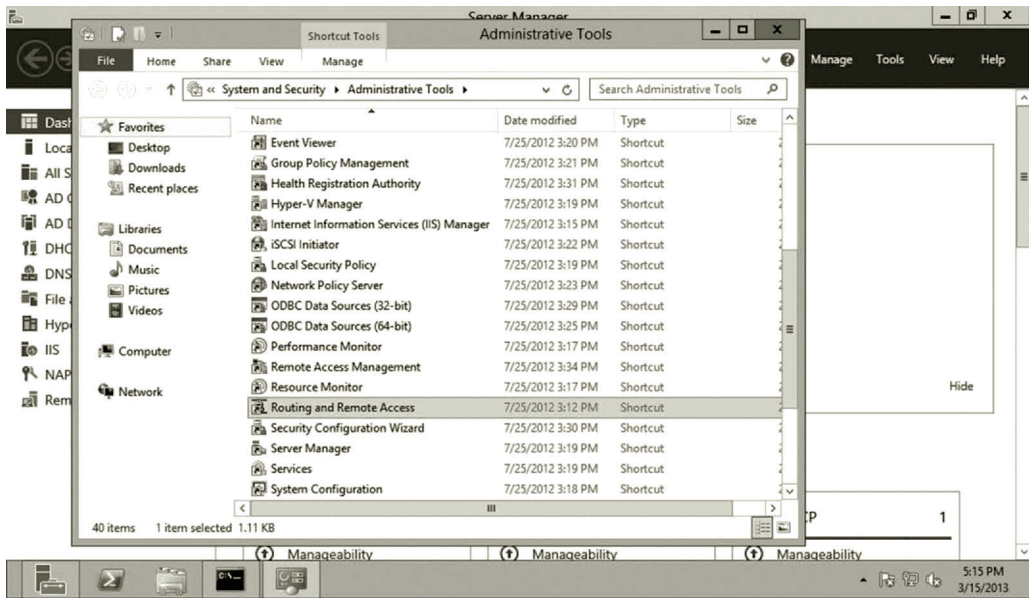 Server Manager
Manage Tools View Help
Shortcut Tools
Administrative Tools
File Home Share View Manage
« System and Security Administrative Tools
Search Administrative Tools
Favorites
Desktop
Downloads
Recent places
Libraries
Documents
Music
Pictures
Videos
Computer
Network
Name Date modified Type Size
Event Viewer 7/25/2012 3:20 PM Shortcut
Group Policy Management 7/25/2012 3:21 PM Shortcut
Health Registration Authority 7/25/2012 3:31 PM Shortcut
Hyper-V Manager 7/25/2012 3:19 PM Shortcut
Internet Information Services (IIS) Manager 7/25/2012 3:15 PM Shortcut
iSCSI Initiator 7/25/2012 3:22 PM Shortcut
Local Security Policy 7/25/2012 3:19 PM Shortcut
Network Policy Server 7/25/2012 3:23 PM Shortcut
ODBC Data Sources (32-bit) 7/25/2012 3:29 PM Shortcut
ODBC Data Sources (64-bit) 7/25/2012 3:25 PM Shortcut
Performance Monitor 7/25/2012 3:17 PM Shortcut
Remote Access Management 7/25/2012 3:34 PM Shortcut
Resource Monitor 7/25/2012 3:17 PM Shortcut
Routing and Remote Access 7/25/2012 3:12 PM Shortcut
Security Configuration Wizard 7/25/2012 3:30 PM Shortcut
Server Manager 7/25/2012 3:19 PM Shortcut
Services 7/25/2012 3:19 PM Shortcut
System Configuration 7/25/2012 3:18 PM Shortcut
40 items 1 item selected 1.11 KB
Dash
Loca
All S
AD
AD
DHC
DNS
File
Hype
IIS
NAP
Rem
Hide
CP 1
Manageability Manageability Manageability
5:15 PM
3/15/2013